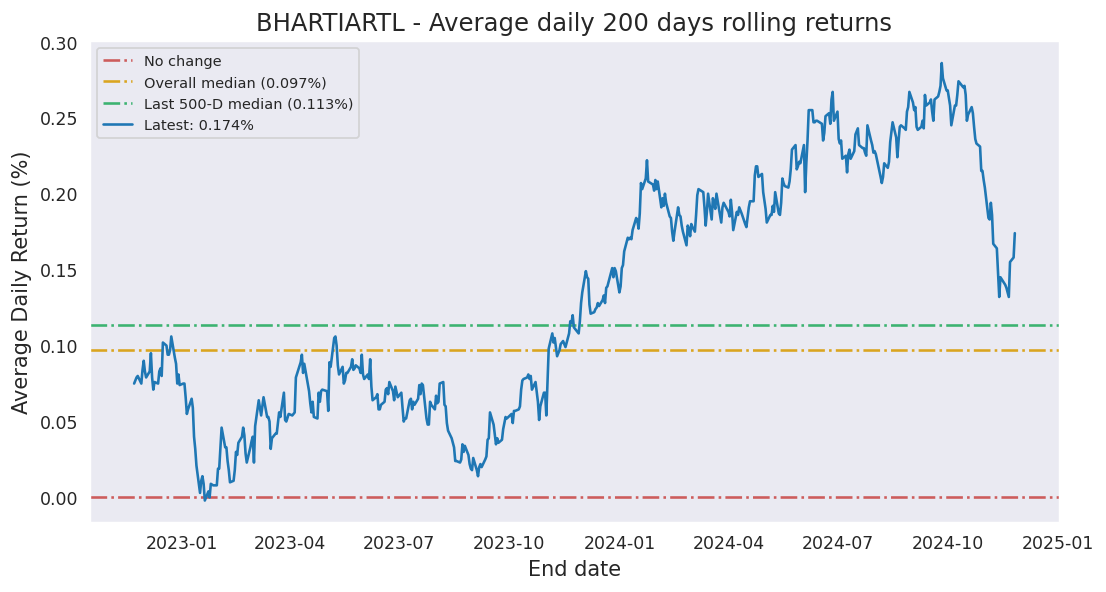 BHARTIARTL - Average daily 200 days rolling returns
0.30
0.25
0.20
0.15
0.10
0.05
0.00
Average Daily Return (%)
No change
Overall median (0.097%)
Last 500-D median (0.113%)
Latest: 0.174%
2023-01
2023-04
2023-07
2023-10
2024-01
2024-04
2024-07
2024-10
2025-01
End date